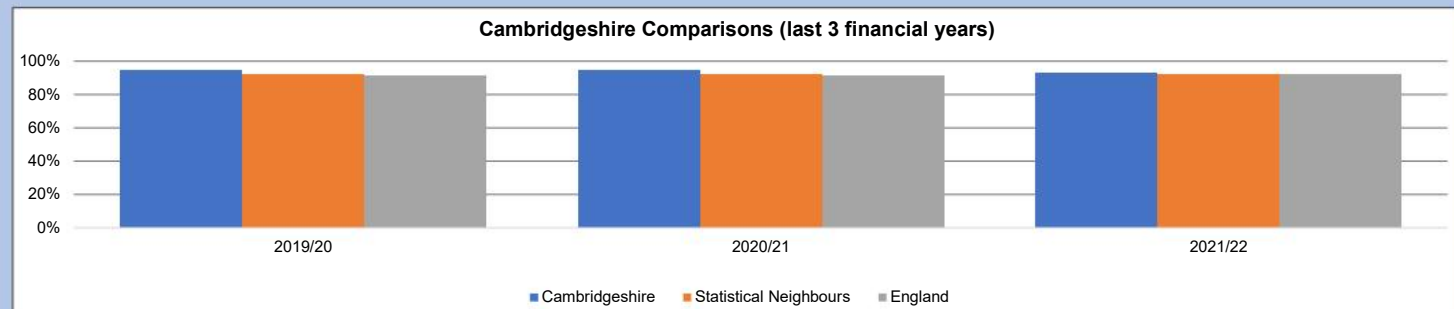 Cambridgeshire Comparisons (last 3 financial years)
100%
80%
60%
40%
20%
0%
2019/20 2020/21 2021/22
Cambridgeshire Statistical Neighbours England